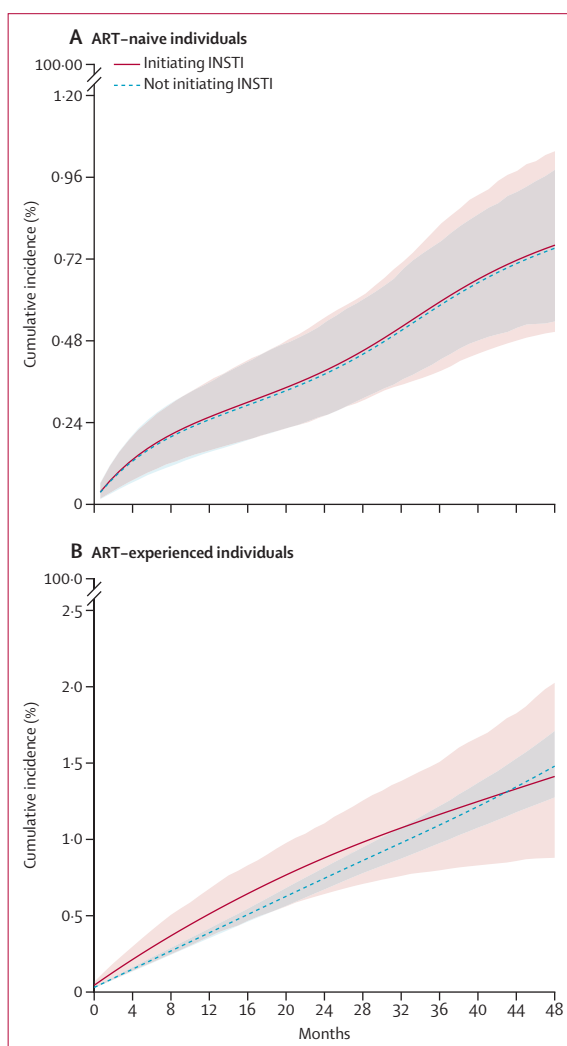 A ART–naive individuals
100·00
Initiating INSTI
Not initiating INSTI
1·20
0·96
0·72
0·48
0·24
0
Cumulative incidence (%)
B ART–experienced individuals
100·0
2·5
2·0
1·5
1·0
0·5
0
Cumulative incidence (%)
0 4 8 12 16 20 24 28 32 36 40 44 48
Months